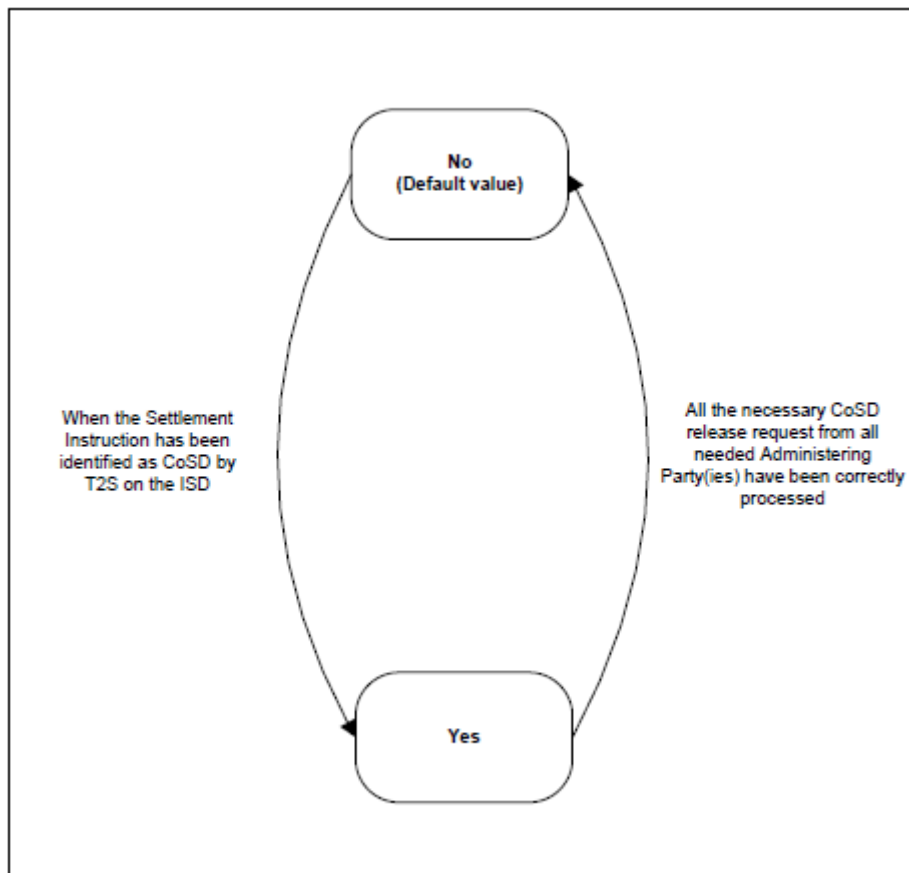 No
(Default value)
When the Settlement
Instruction has been
identified as CoSD by
T2S on the ISD
All the necessary CoSD
release request from all
needed Administering
Party(ies) have been correctly
processed
Yes